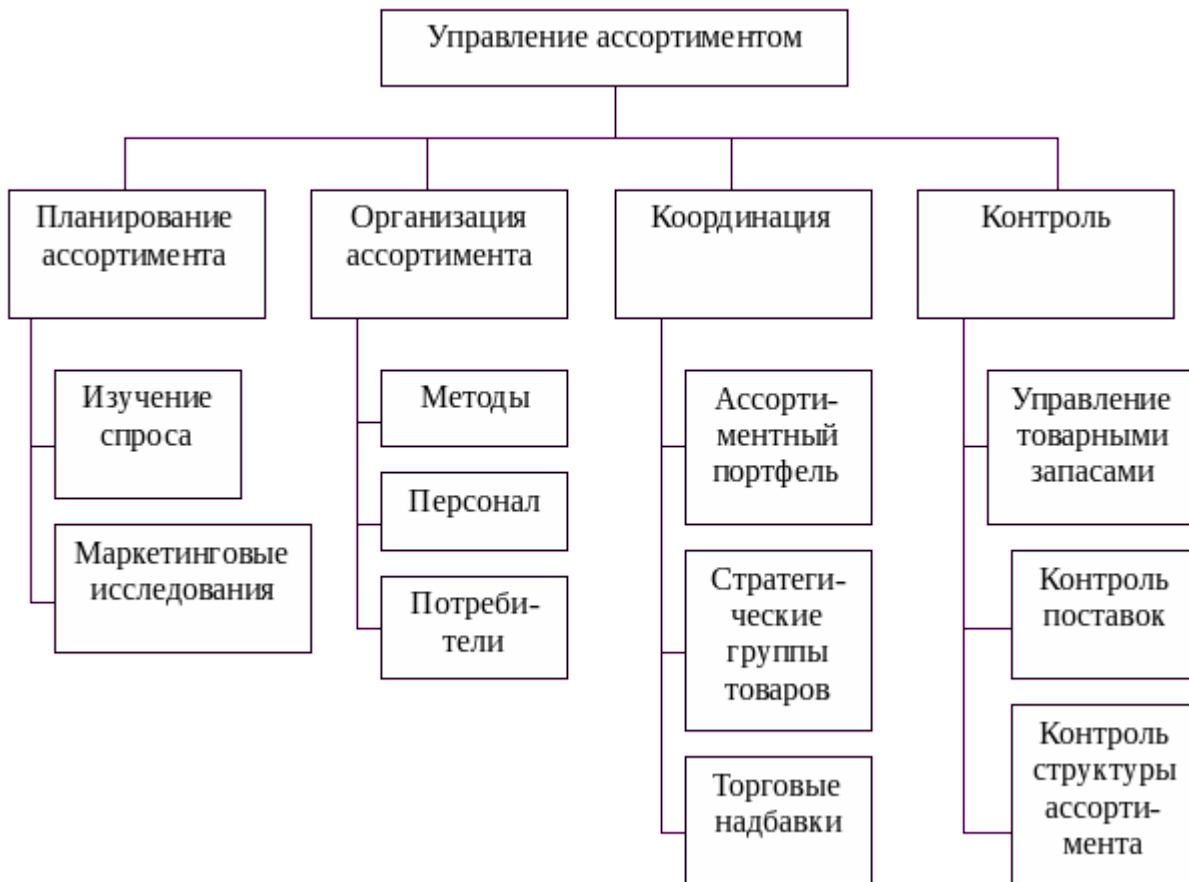 Управление ассортиментом
Планирование
ассортимента
Организация
ассортимента
Координация
Контроль
Изучение
спроса
Маркетинговые
исследования
Методы
Персонал
Потреби-
тели
Ассорти-
ментный
портфель
Стратеги-
ческие
группы
товаров
Торговые
надбавки
Управление
товарными
запасами
Контроль
поставок
Контроль
структуры
ассорти-
мента